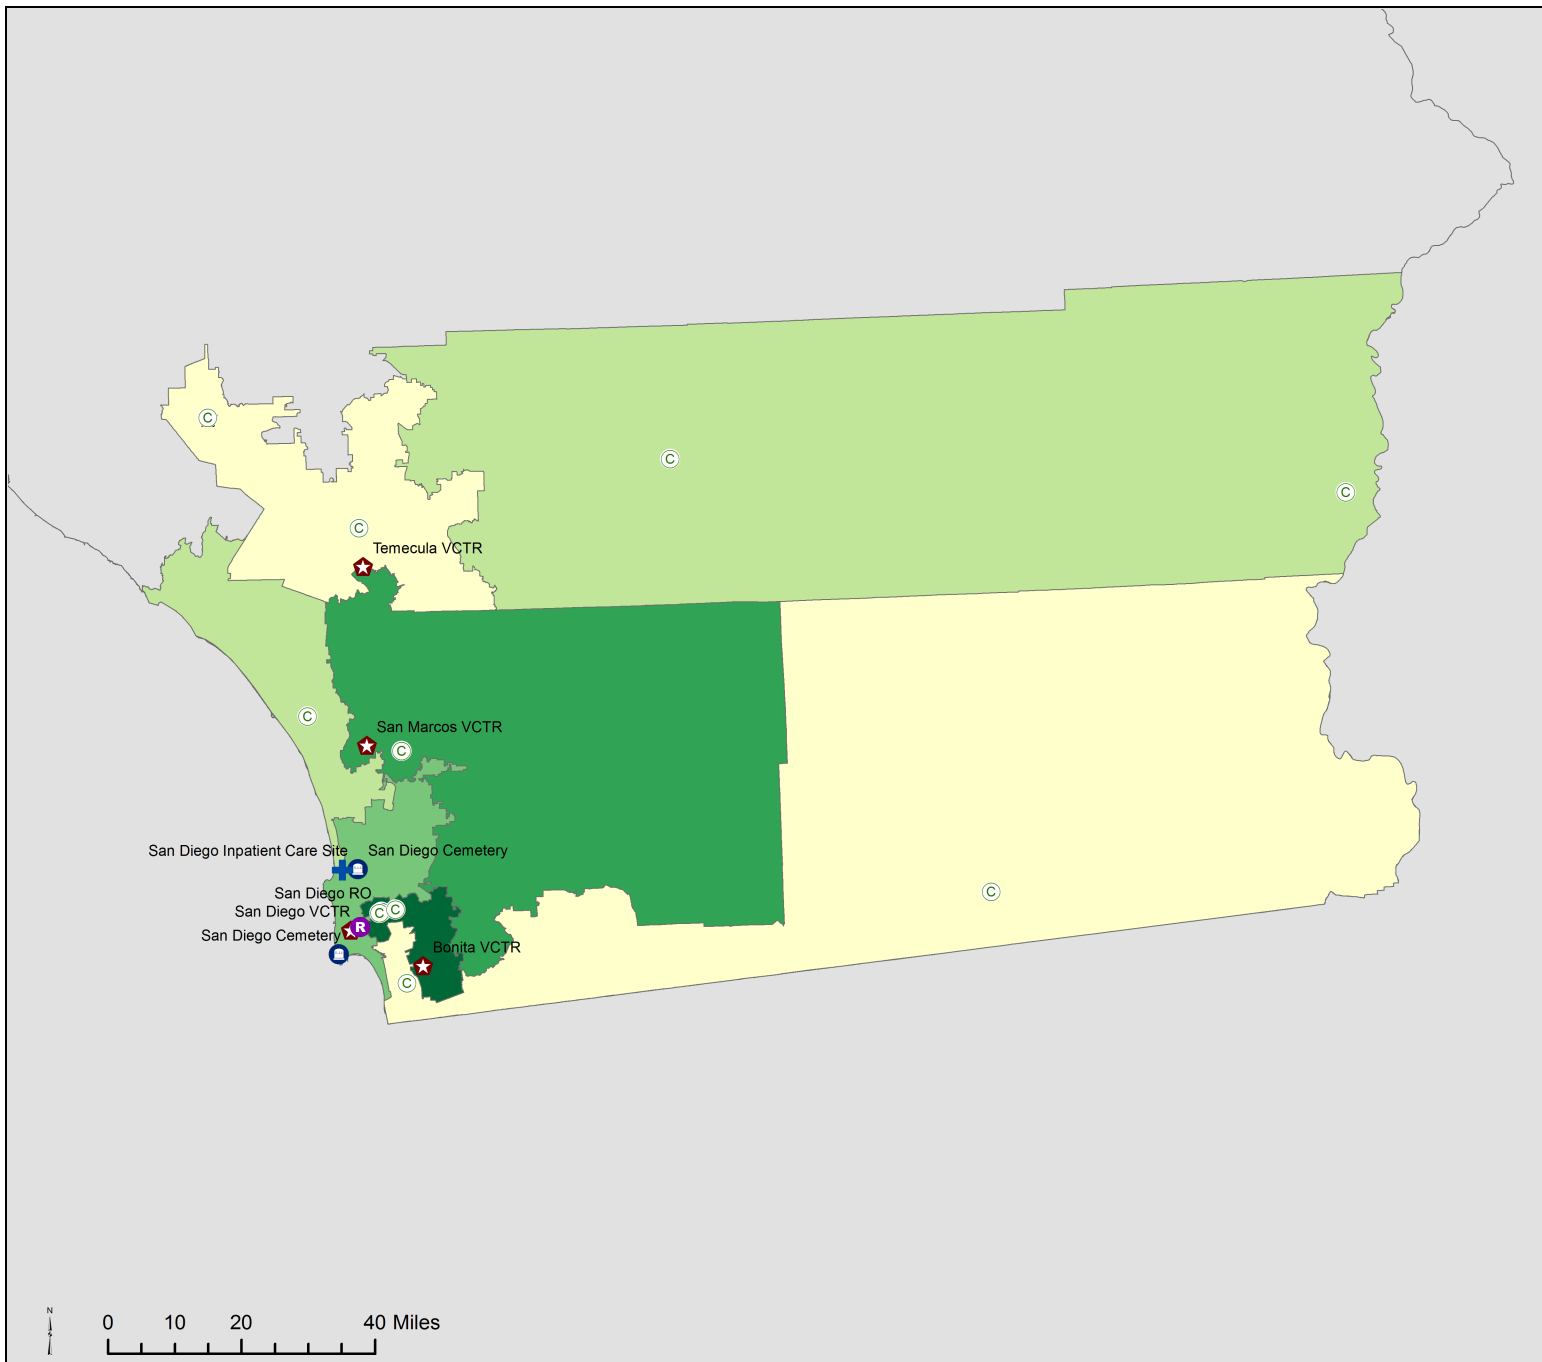 C
C
C
C
Temecula VCTR
C
San Marcos VCTR
C
San Diego Inpatient Care Site
San Diego Cemetery
San Diego RO
C
C
C
San Diego VCTR
R
San Diego Cemetery
Bonita VCTR
C
N
0 10 20 40 Miles